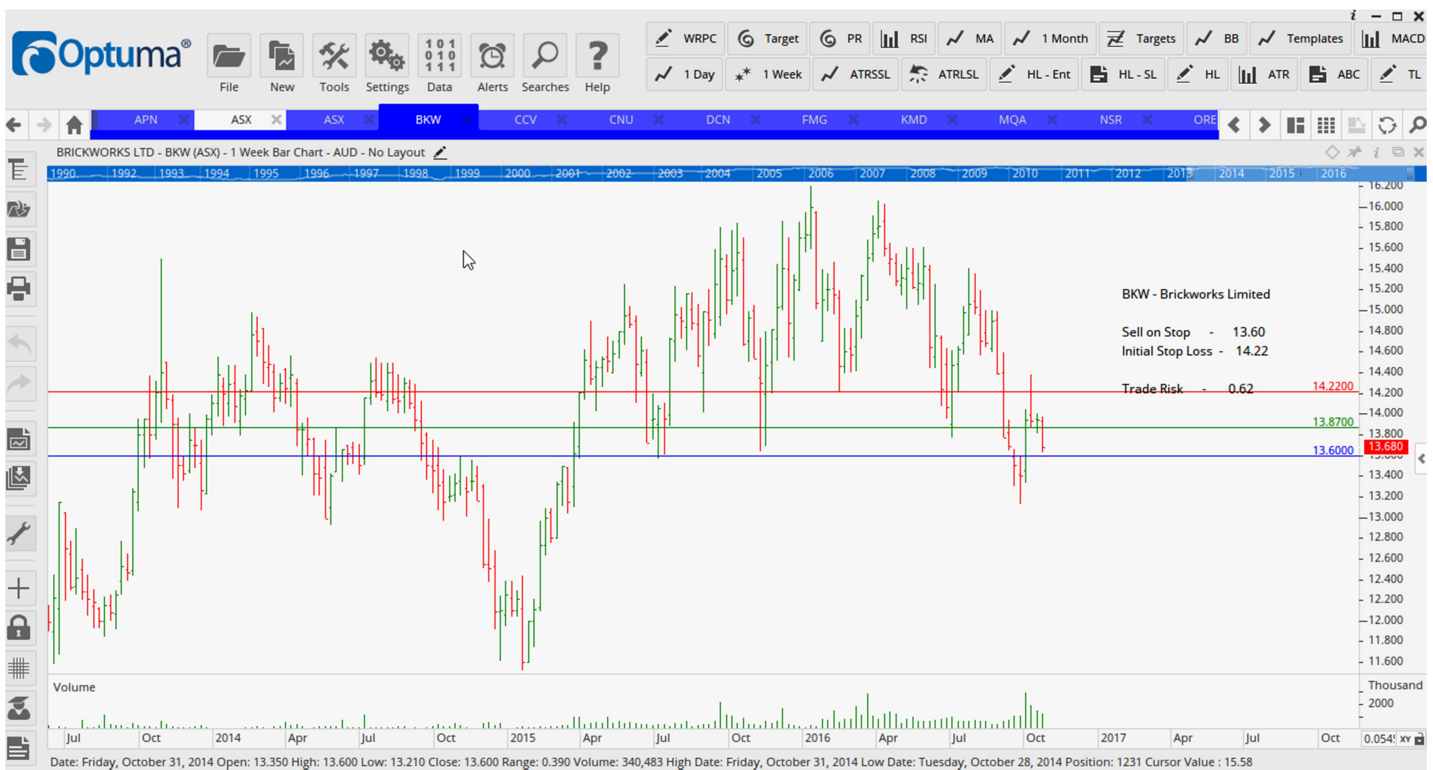 Optuma®
File New Tools Settings Data Alerts Searches Help
101
010
111
WRPC Target PR RSI MA 1 Month Targets BB Templates MACD
1 Day 1 Week ATRSSL ATRLSL HL - Ent HL - SL HL ATR ABC TL
APN ASX ASX BKW CCV CNU DCN FMG KMD MQA NSR ORE
BRICKWORKS LTD - BKW (ASX) - 1 Week Bar Chart - AUD - No Layout
1990 1992 1993 1994 1995 1996 1997 1998 1999 2000 2001 2002 2003 2004 2005 2006 2007 2008 2009 2010 2011 2012 2013 2014 2015 2016
16.200
16.000
15.800
15.600
15.400
15.200
15.000
14.800
14.600
14.400
14.200
14.000
13.800
13.680
13.400
13.200
13.000
12.800
12.600
12.400
12.200
12.000
11.800
11.600
BKW - Brickworks Limited
Sell on Stop - 13.60
Initial Stop Loss - 14.22
Trade Risk - 0.62
14.2200
13.8700
13.6000
Volume
Thousand
2000
Jul Oct 2014 Apr Jul Oct 2015 Apr Jul Oct 2016 Apr Jul Oct 2017 Apr Jul Oct XY
Date: Friday, October 31, 2014 Open: 13.350 High: 13.600 Low: 13.210 Close: 13.600 Range: 0.390 Volume: 340,483 High Date: Friday, October 31, 2014 Low Date: Tuesday, October 28, 2014 Position: 1231 Cursor Value : 15.58